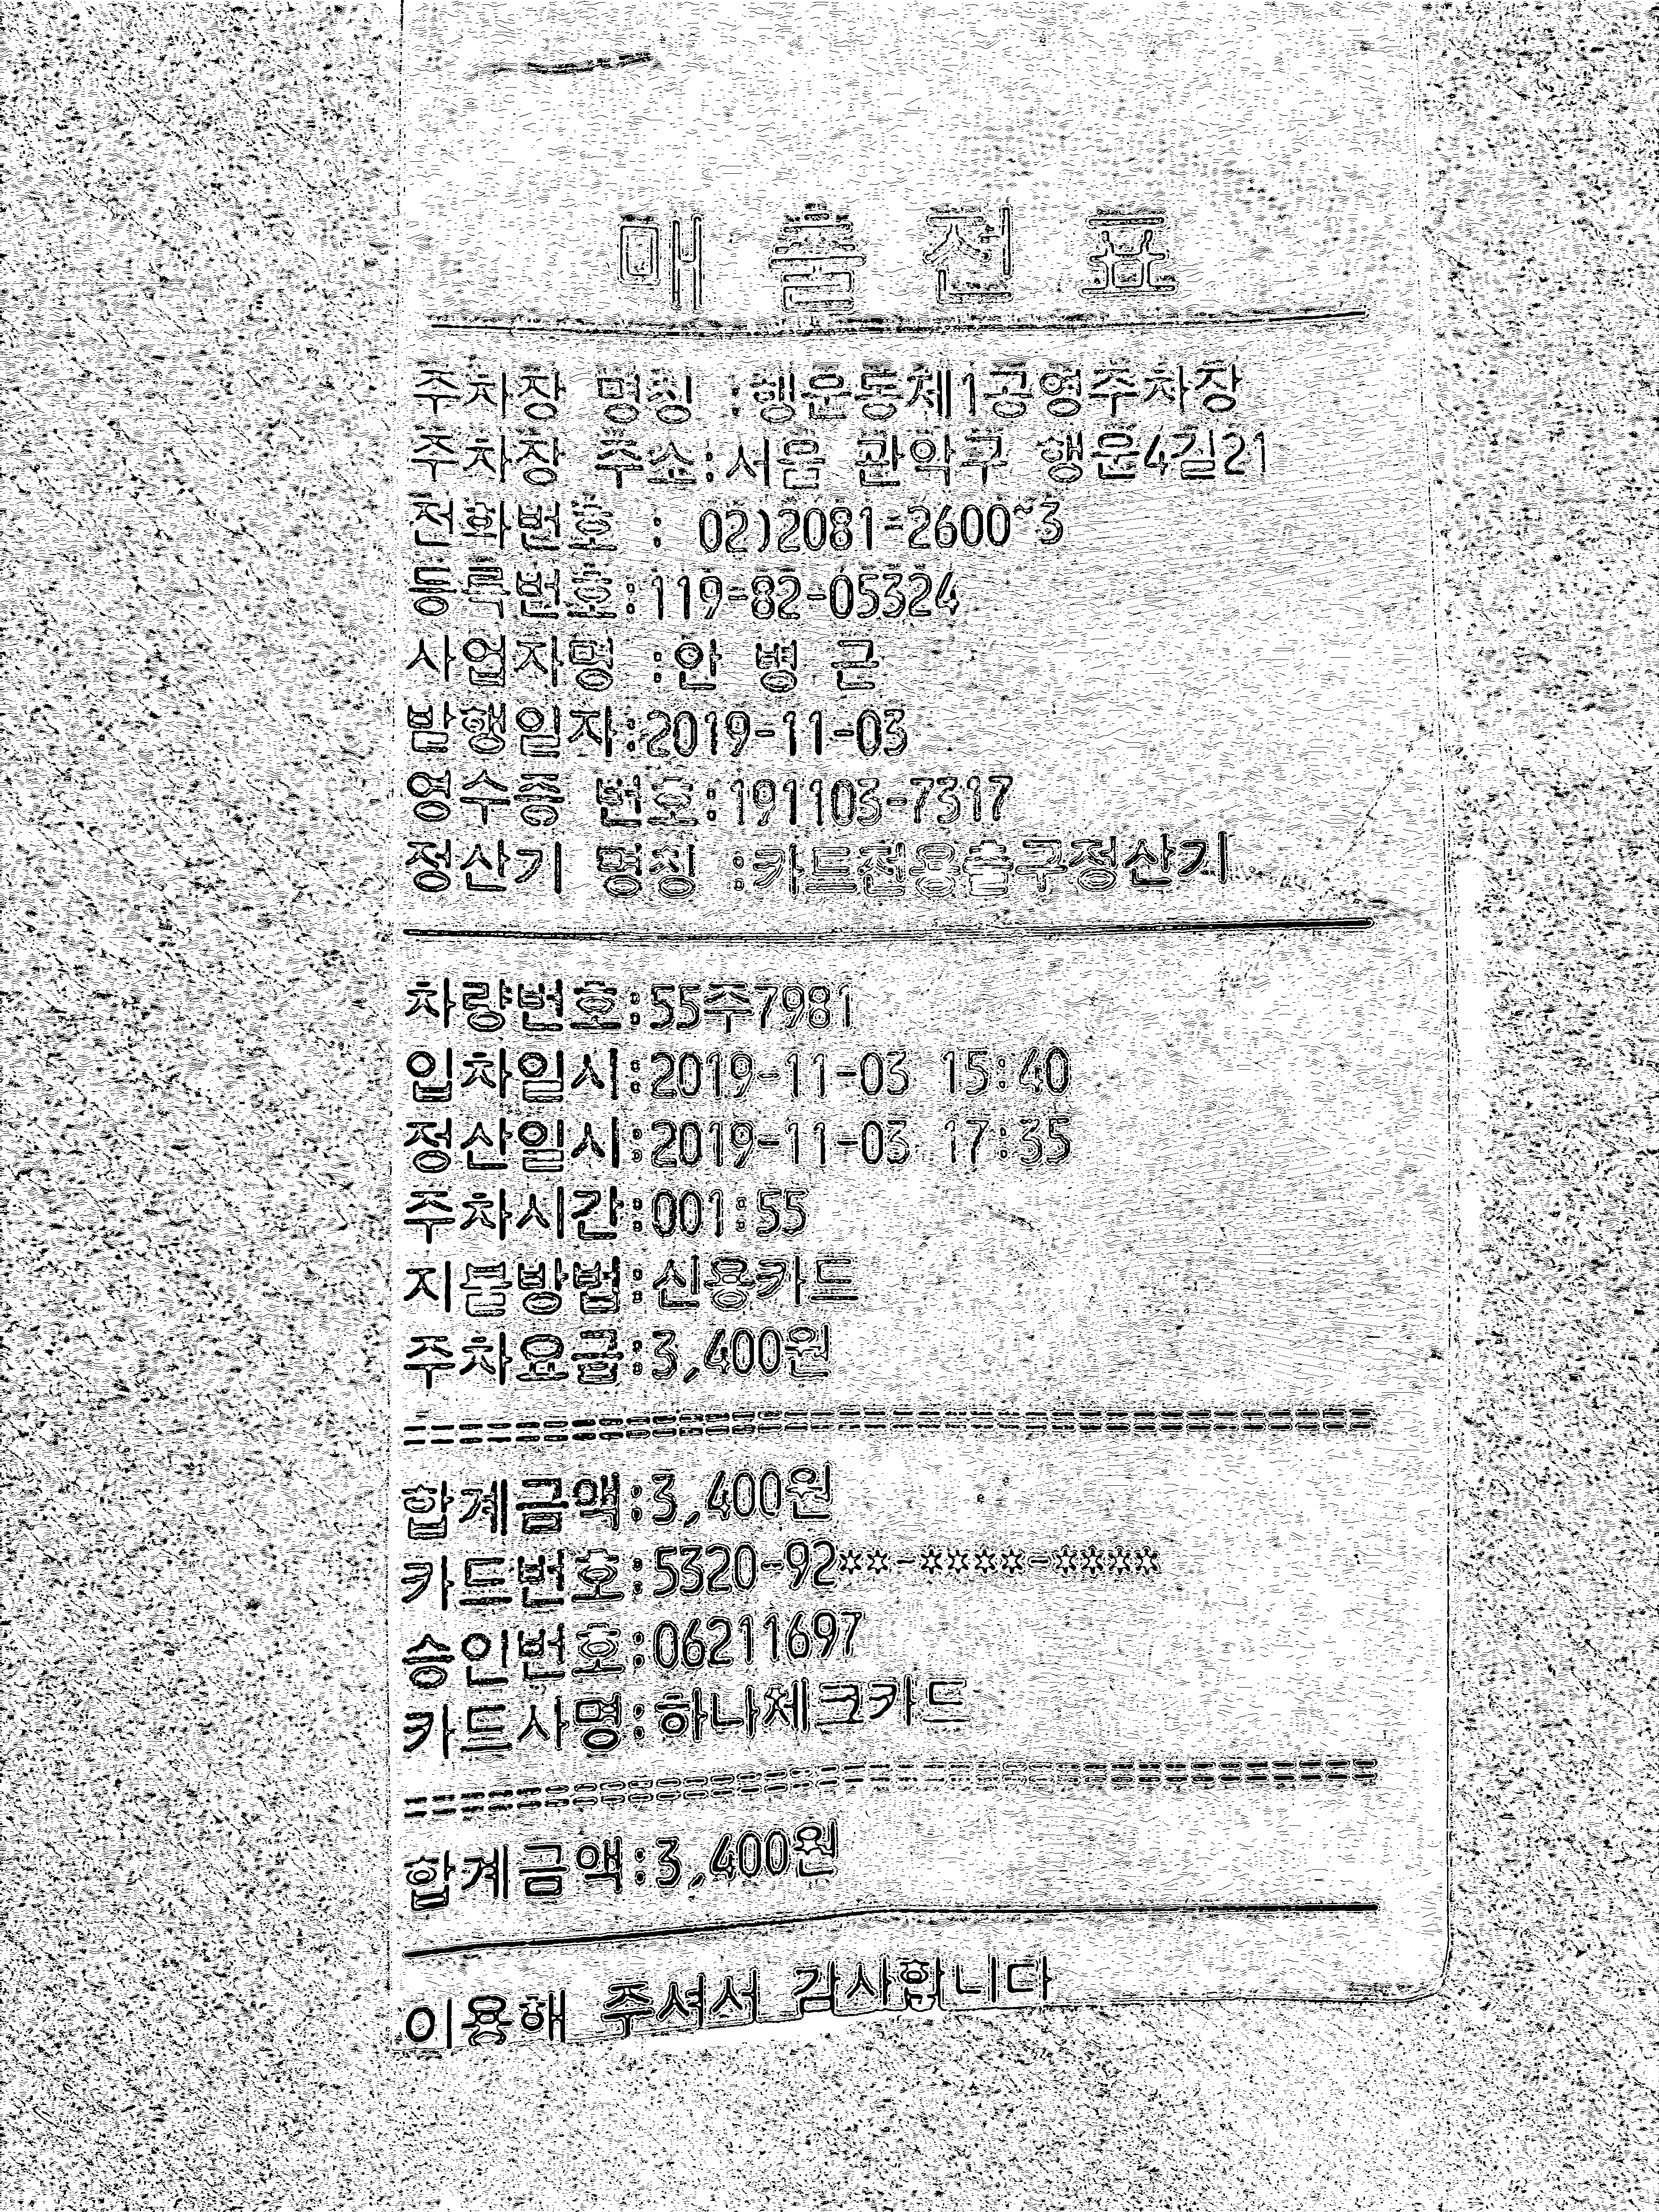 매 출 전 표
주차장 명칭 :행운동제1공영주차장
주차장 주소:서울 관악구 행운4길21
전화번호 : 02)2081-2600~3
등록번호:119-82-05324
사업자명 :안 병 근
발행일자:2019-11-03
영수증 번호:191103-7317
정산기 명칭 :카드전용출구정산기
차량번호:55주7981
입차일시:2019-11-03 15:40
정산일시:2019-11-03 17:35
주차시간:001:55
지불방법:신용카드
주차요금:3,400원
====================================
합계금액:3,400원
카드번호:5320-92**-****-****
승인번호:06211697
카드사명:하나체크카드
====================================
합계금액:3,400원
이용해 주셔서 감사합니다